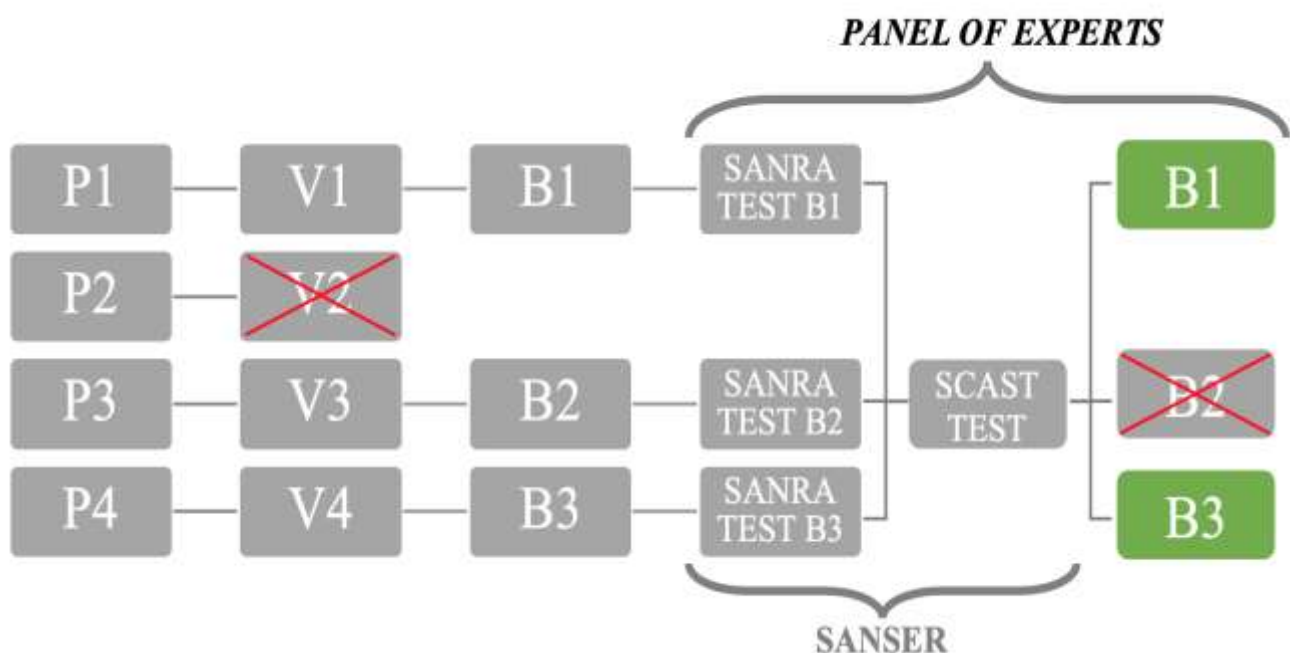 PANEL OF EXPERTS
P1
V1
B1
SANRA
TEST B1
B1
P2
V2
P3
V3
B2
SANRA
TEST B2
SCAST
TEST
B2
P4
V4
B3
SANRA
TEST B3
B3
SANSER